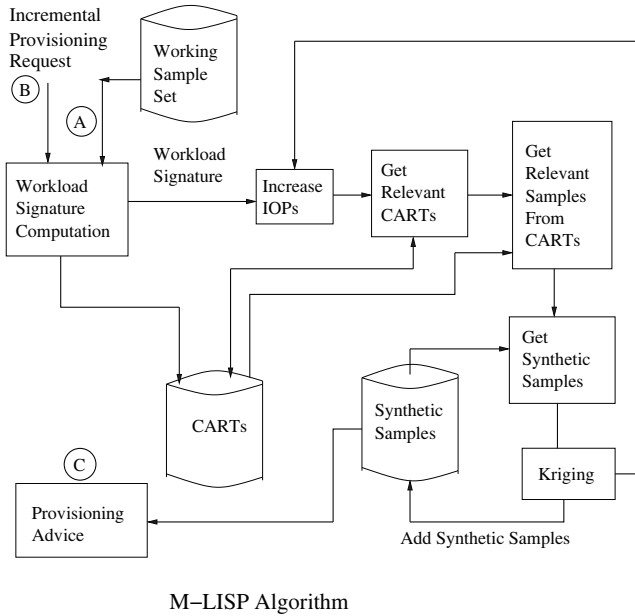 Incremental
Provisioning
Request
B
A
Working
Sample
Set
Workload
Signature
Computation
Workload
Signature
Increase
IOPs
Get
Relevant
CARTs
Get
Relevant
Samples
From
CARTs
Get
Synthetic
Samples
CARTs
Synthetic
Samples
Kriging
C
Provisioning
Advice
Add Synthetic Samples
M−LISP Algorithm